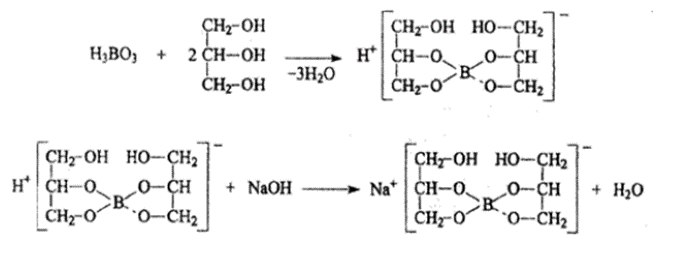 CH₂–OH CH₂–OH HO–CH₂ –
H₃BO₃ + 2 CH–OH H⁺ CH–O B O–CH
–3H₂O
CH₂–OH CH₂–O O–CH₂
CH₂–OH HO–CH₂ – CH₂–OH HO–CH₂ –
H⁺ CH–O B O–CH + NaOH Na⁺ CH–O B O–CH + H₂O
CH₂–O O–CH₂ CH₂–O O–CH₂